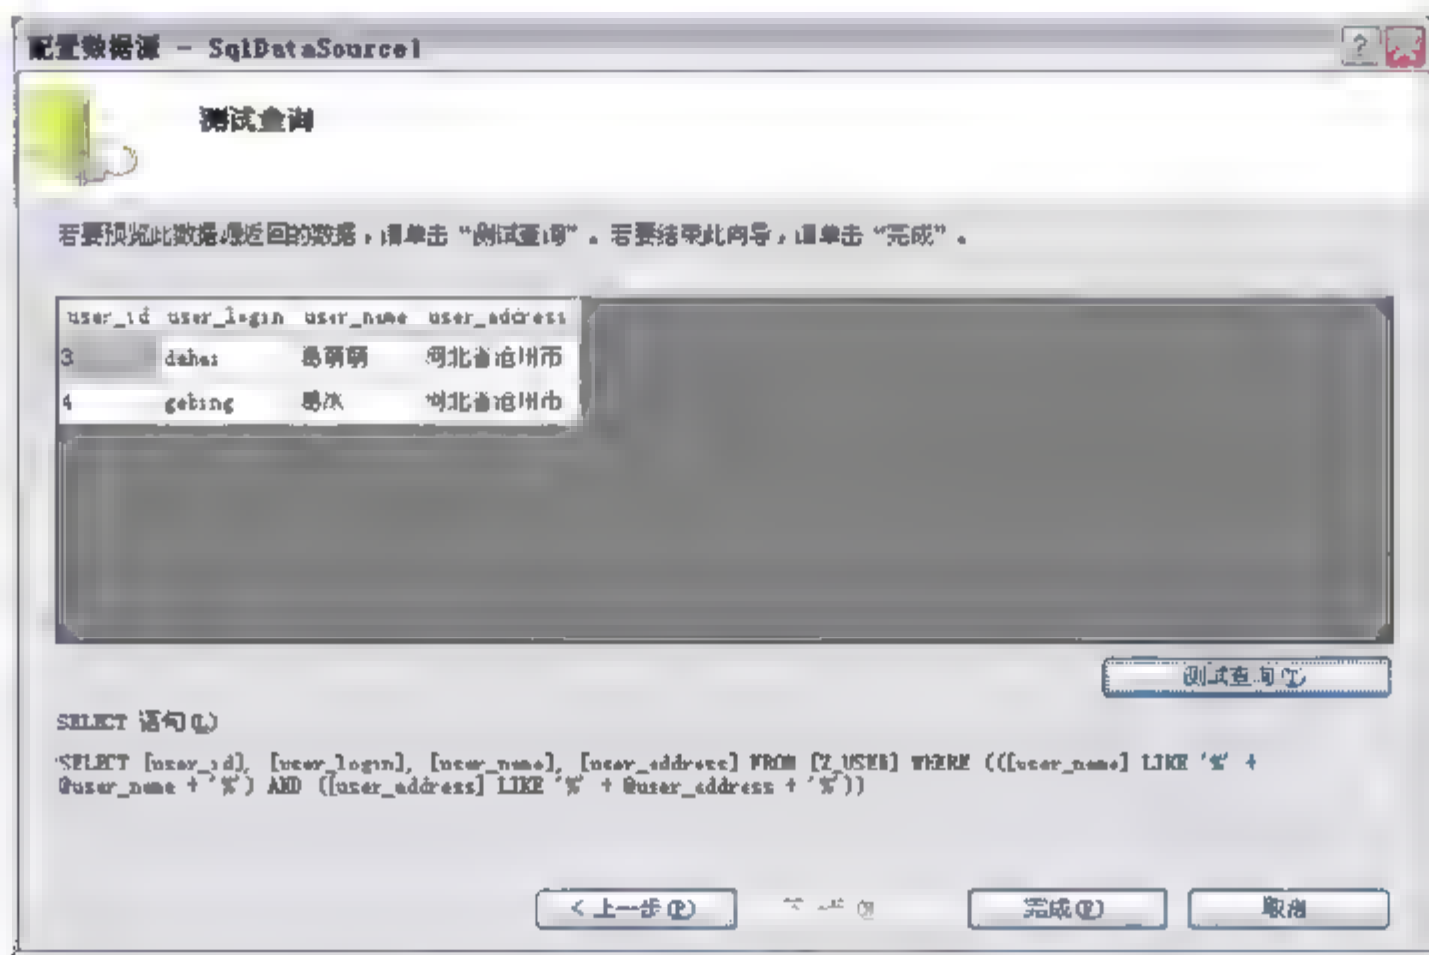 配置数据源 - SqlDataSource1
测试查询
若要预览此数据源返回的数据，请单击“测试查询”。若要结束此向导，请单击“完成”。
user_id user_login user_name user_address
3 萌萌 河北省沧州市
4 gebing 河北省沧州市
测试查询(T)
SELECT 语句(L)
SELECT [user_id], [user_login], [user_name], [user_address] FROM [Z_USER] WHERE (([user_name] LIKE '%' +
@user_name + '%') AND ([user_address] LIKE '%' + @user_address + '%'))
< 上一步(P) 完成(F) 取消